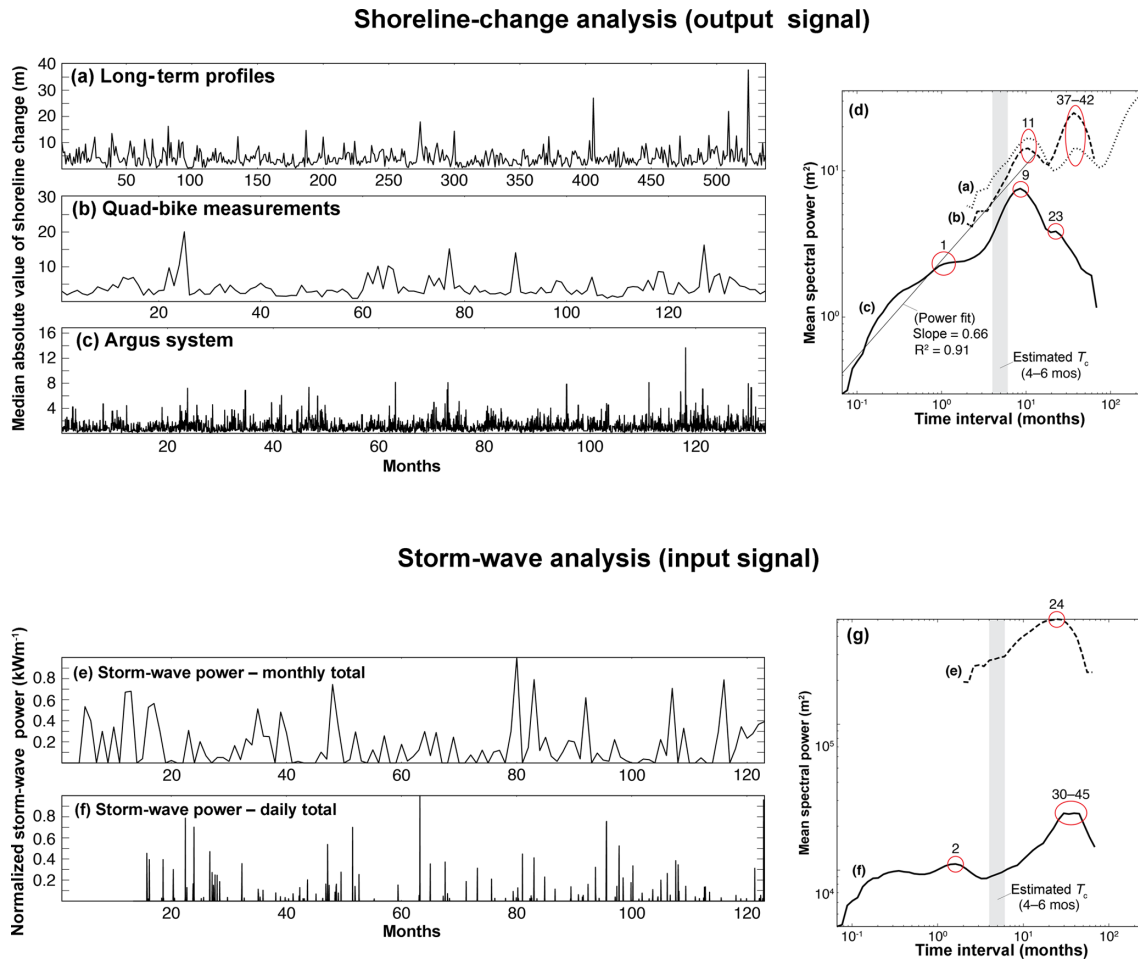 Shoreline-change analysis (output signal)
Median absolute value of shoreline change (m)
(a) Long-term profiles
40
30
20
10
50 100 150 200 250 300 350 400 450 500
(b) Quad-bike measurements
30
20
10
20 40 60 80 100 120
(c) Argus system
16
12
8
4
20 40 60 80 100 120
Months
(d)
Mean spectral power (m²)
10¹
10⁰
37–42
11
(a)
9
(b)
23
1
(c)
(Power fit)
Slope = 0.66
R² = 0.91
Estimated Tc
(4–6 mos)
10⁻¹ 10⁰ 10¹ 10²
Time interval (months)
Storm-wave analysis (input signal)
Normalized storm-wave power (kWm⁻¹)
(e) Storm-wave power – monthly total
0.8
0.6
0.4
0.2
20 40 60 80 100 120
(f) Storm-wave power – daily total
0.8
0.6
0.4
0.2
20 40 60 80 100 120
Months
(g)
Mean spectral power (m²)
10⁵
10⁴
24
(e)
30–45
2
(f)
Estimated Tc
(4–6 mos)
10⁻¹ 10⁰ 10¹ 10²
Time interval (months)